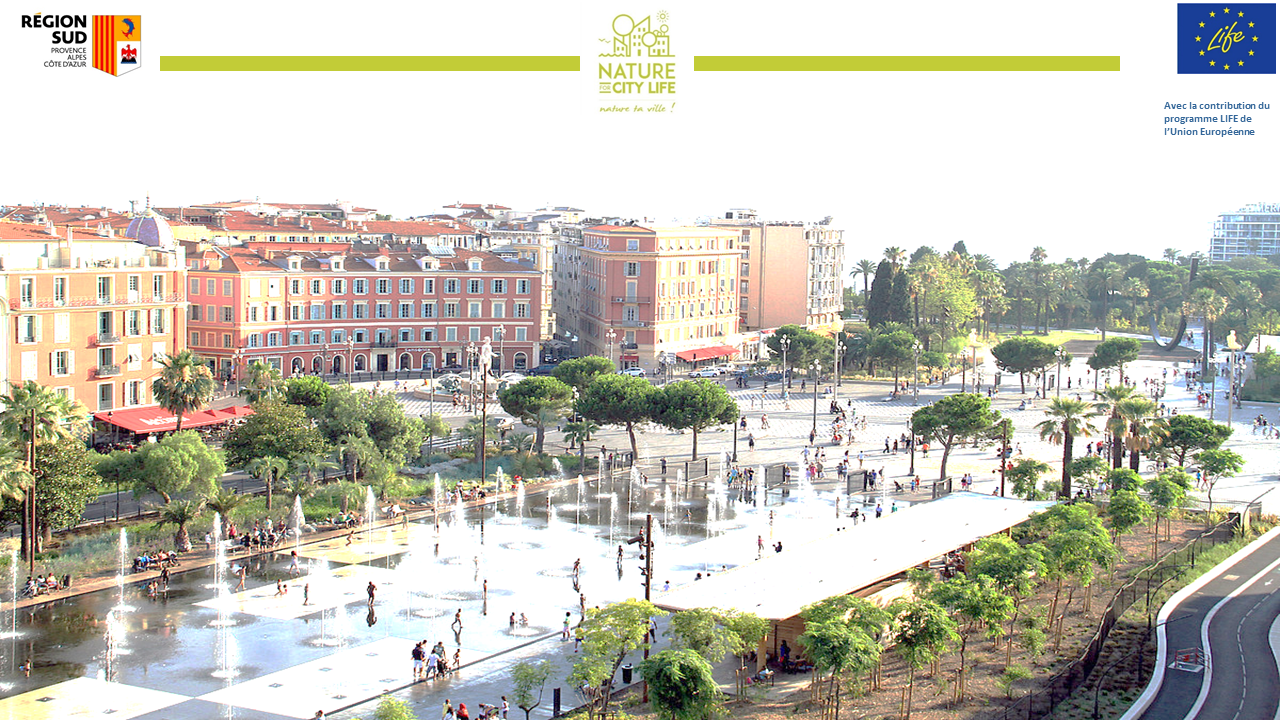 RÉGION
SUD
PROVENCE
ALPES
CÔTE D'AZUR
NATURE
FOR CITY LIFE
nature ta ville !
Life
Avec la contribution du
programme LIFE de
l'Union Européenne